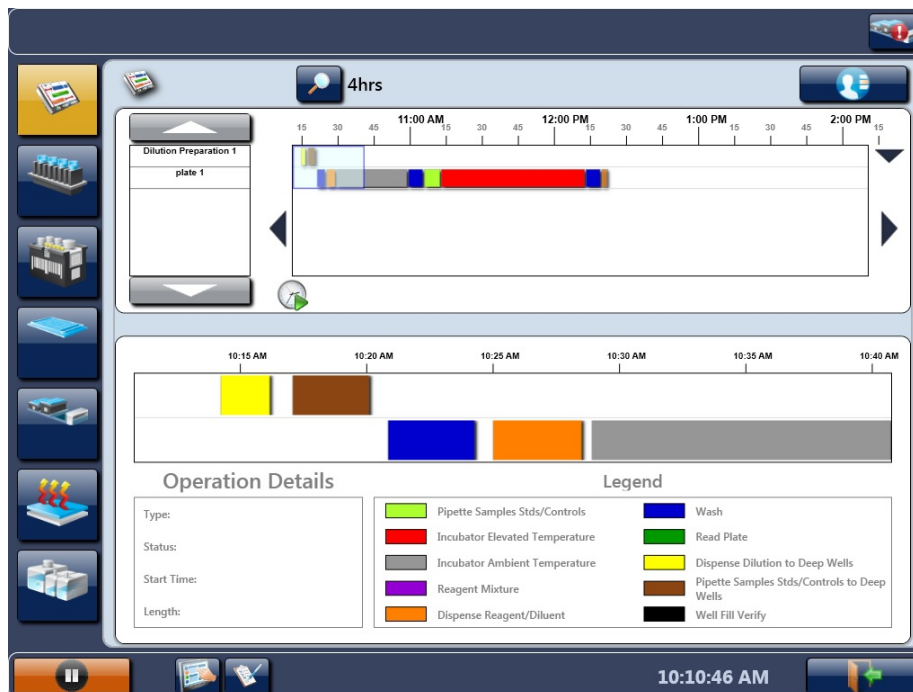 4hrs
11:00 AM 12:00 PM 1:00 PM 2:00 PM
15 30 45 15 30 45 15 30 45 15 30 45 15
Dilution Preparation 1
plate 1
10:15 AM 10:20 AM 10:25 AM 10:30 AM 10:35 AM 10:40 AM
Operation Details
Legend
Type:
Status:
Start Time:
Length:
Pipette Samples Stds/Controls
Incubator Elevated Temperature
Incubator Ambient Temperature
Reagent Mixture
Dispense Reagent/Diluent
Wash
Read Plate
Dispense Dilution to Deep Wells
Pipette Samples Stds/Controls to Deep
Wells
Well Fill Verify
10:10:46 AM